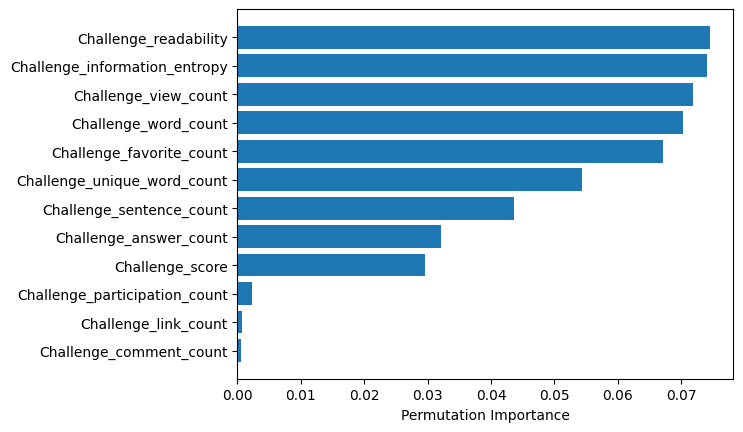 Challenge_readability
Challenge_information_entropy
Challenge_view_count
Challenge_word_count
Challenge_favorite_count
Challenge_unique_word_count
Challenge_sentence_count
Challenge_answer_count
Challenge_score
Challenge_participation_count
Challenge_link_count
Challenge_comment_count
0.00 0.01 0.02 0.03 0.04 0.05 0.06 0.07
Permutation Importance